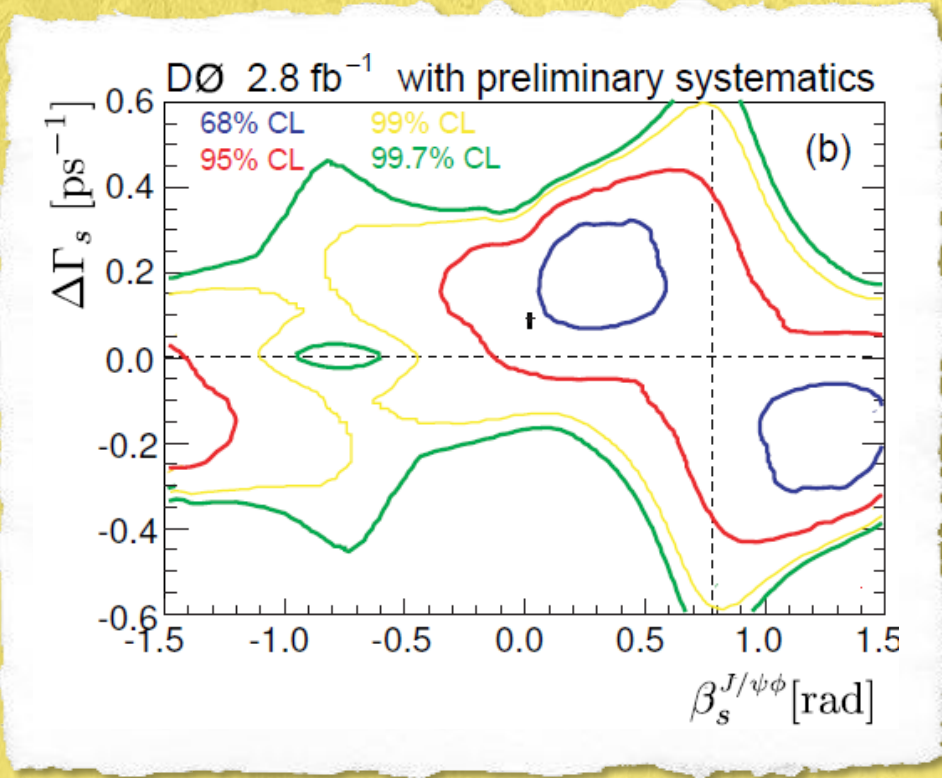 DØ 2.8 fb⁻¹ with preliminary systematics
68% CL 99% CL
95% CL 99.7% CL
(b)
ΔΓs [ps⁻¹]
0.6
0.4
0.2
0.0
-0.2
-0.4
-0.6
-1.5 -1.0 -0.5 0.0 0.5 1.0 1.5
βs^J/ψϕ [rad]